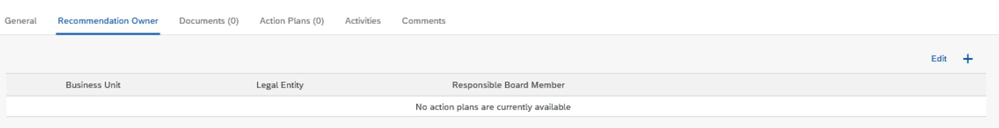 General Recommendation Owner Documents (0) Action Plans (0) Activities Comments
Edit +
Business Unit Legal Entity Responsible Board Member
No action plans are currently available